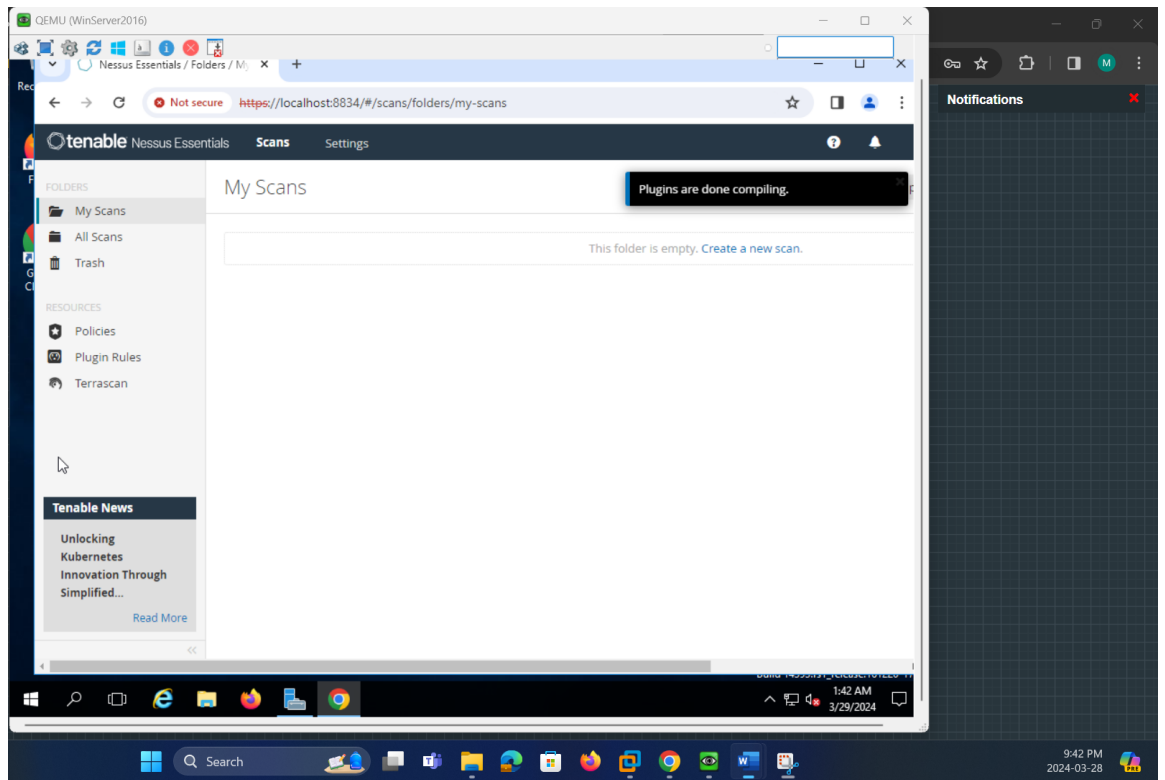 QEMU (WinServer2016)
Nessus Essentials / Folders / My
Rec
Not secure https://localhost:8834/#/scans/folders/my-scans
M
Notifications
tenable Nessus Essentials Scans Settings
FOLDERS
My Scans
All Scans
Trash
RESOURCES
Policies
Plugin Rules
Terrascan
My Scans
Plugins are done compiling.
This folder is empty. Create a new scan.
Tenable News
Unlocking
Kubernetes
Innovation Through
Simplified...
Read More
1:42 AM
3/29/2024
Search
9:42 PM
2024-03-28